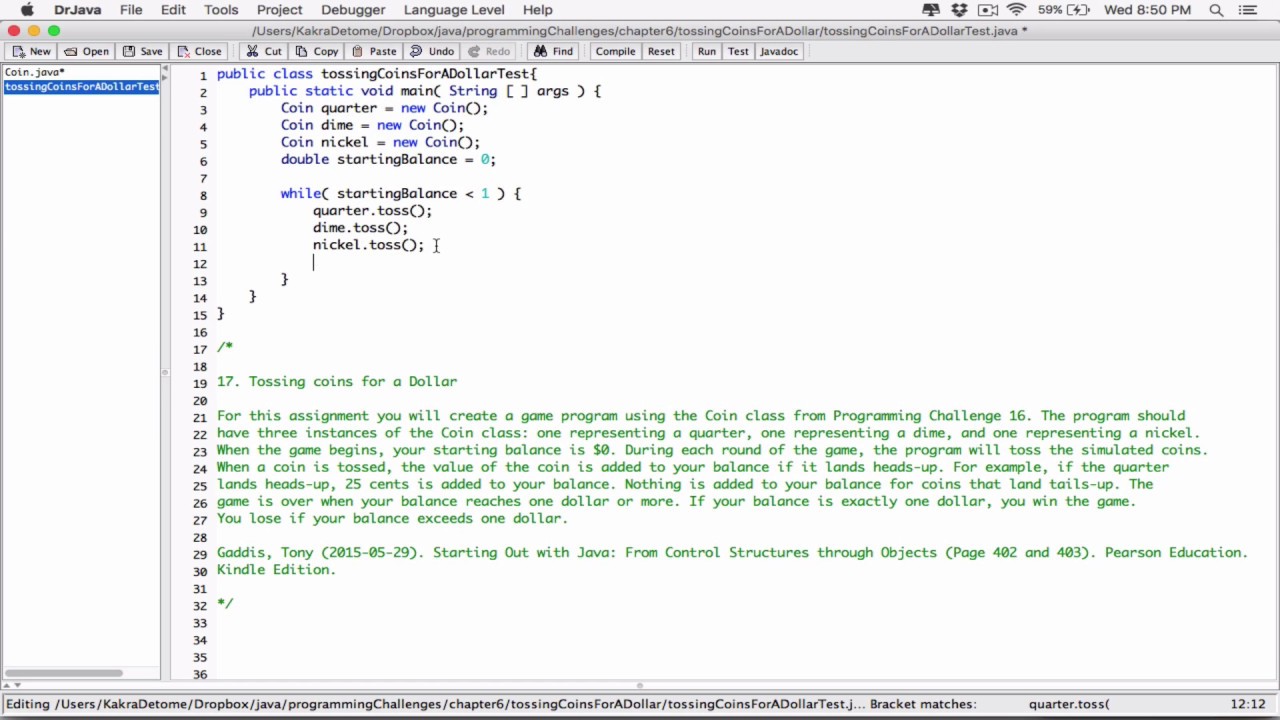 DrJava File Edit Tools Project Debugger Language Level Help 59% Wed 8:50 PM
/Users/KakraDetome/Dropbox/java/programmingChallenges/chapter6/tossingCoinsForADollar/tossingCoinsForADollarTest.java *
New Open Save Close Cut Copy Paste Undo Redo Find Compile Reset Run Test Javadoc
Coin.java*
tossingCoinsForADollarTest
1 public class tossingCoinsForADollarTest{
2 public static void main( String [ ] args ) {
3 Coin quarter = new Coin();
4 Coin dime = new Coin();
5 Coin nickel = new Coin();
6 double startingBalance = 0;
7
8 while( startingBalance < 1 ) {
9 quarter.toss();
10 dime.toss();
11 nickel.toss();
12
13 }
14 }
15 }
16
17 /*
18
19 17. Tossing coins for a Dollar
20
21 For this assignment you will create a game program using the Coin class from Programming Challenge 16. The program should
22 have three instances of the Coin class: one representing a quarter, one representing a dime, and one representing a nickel.
23 When the game begins, your starting balance is $0. During each round of the game, the program will toss the simulated coins.
24 When a coin is tossed, the value of the coin is added to your balance if it lands heads-up. For example, if the quarter
25 lands heads-up, 25 cents is added to your balance. Nothing is added to your balance for coins that land tails-up. The
26 game is over when your balance reaches one dollar or more. If your balance is exactly one dollar, you win the game.
27 You lose if your balance exceeds one dollar.
28
29 Gaddis, Tony (2015-05-29). Starting Out with Java: From Control Structures through Objects (Page 402 and 403). Pearson Education.
30 Kindle Edition.
31
32 */
33
34
35
36
Editing /Users/KakraDetome/Dropbox/java/programmingChallenges/chapter6/tossingCoinsForADollar/tossingCoinsForADollarTest.j... Bracket matches: quarter.toss( 12:12